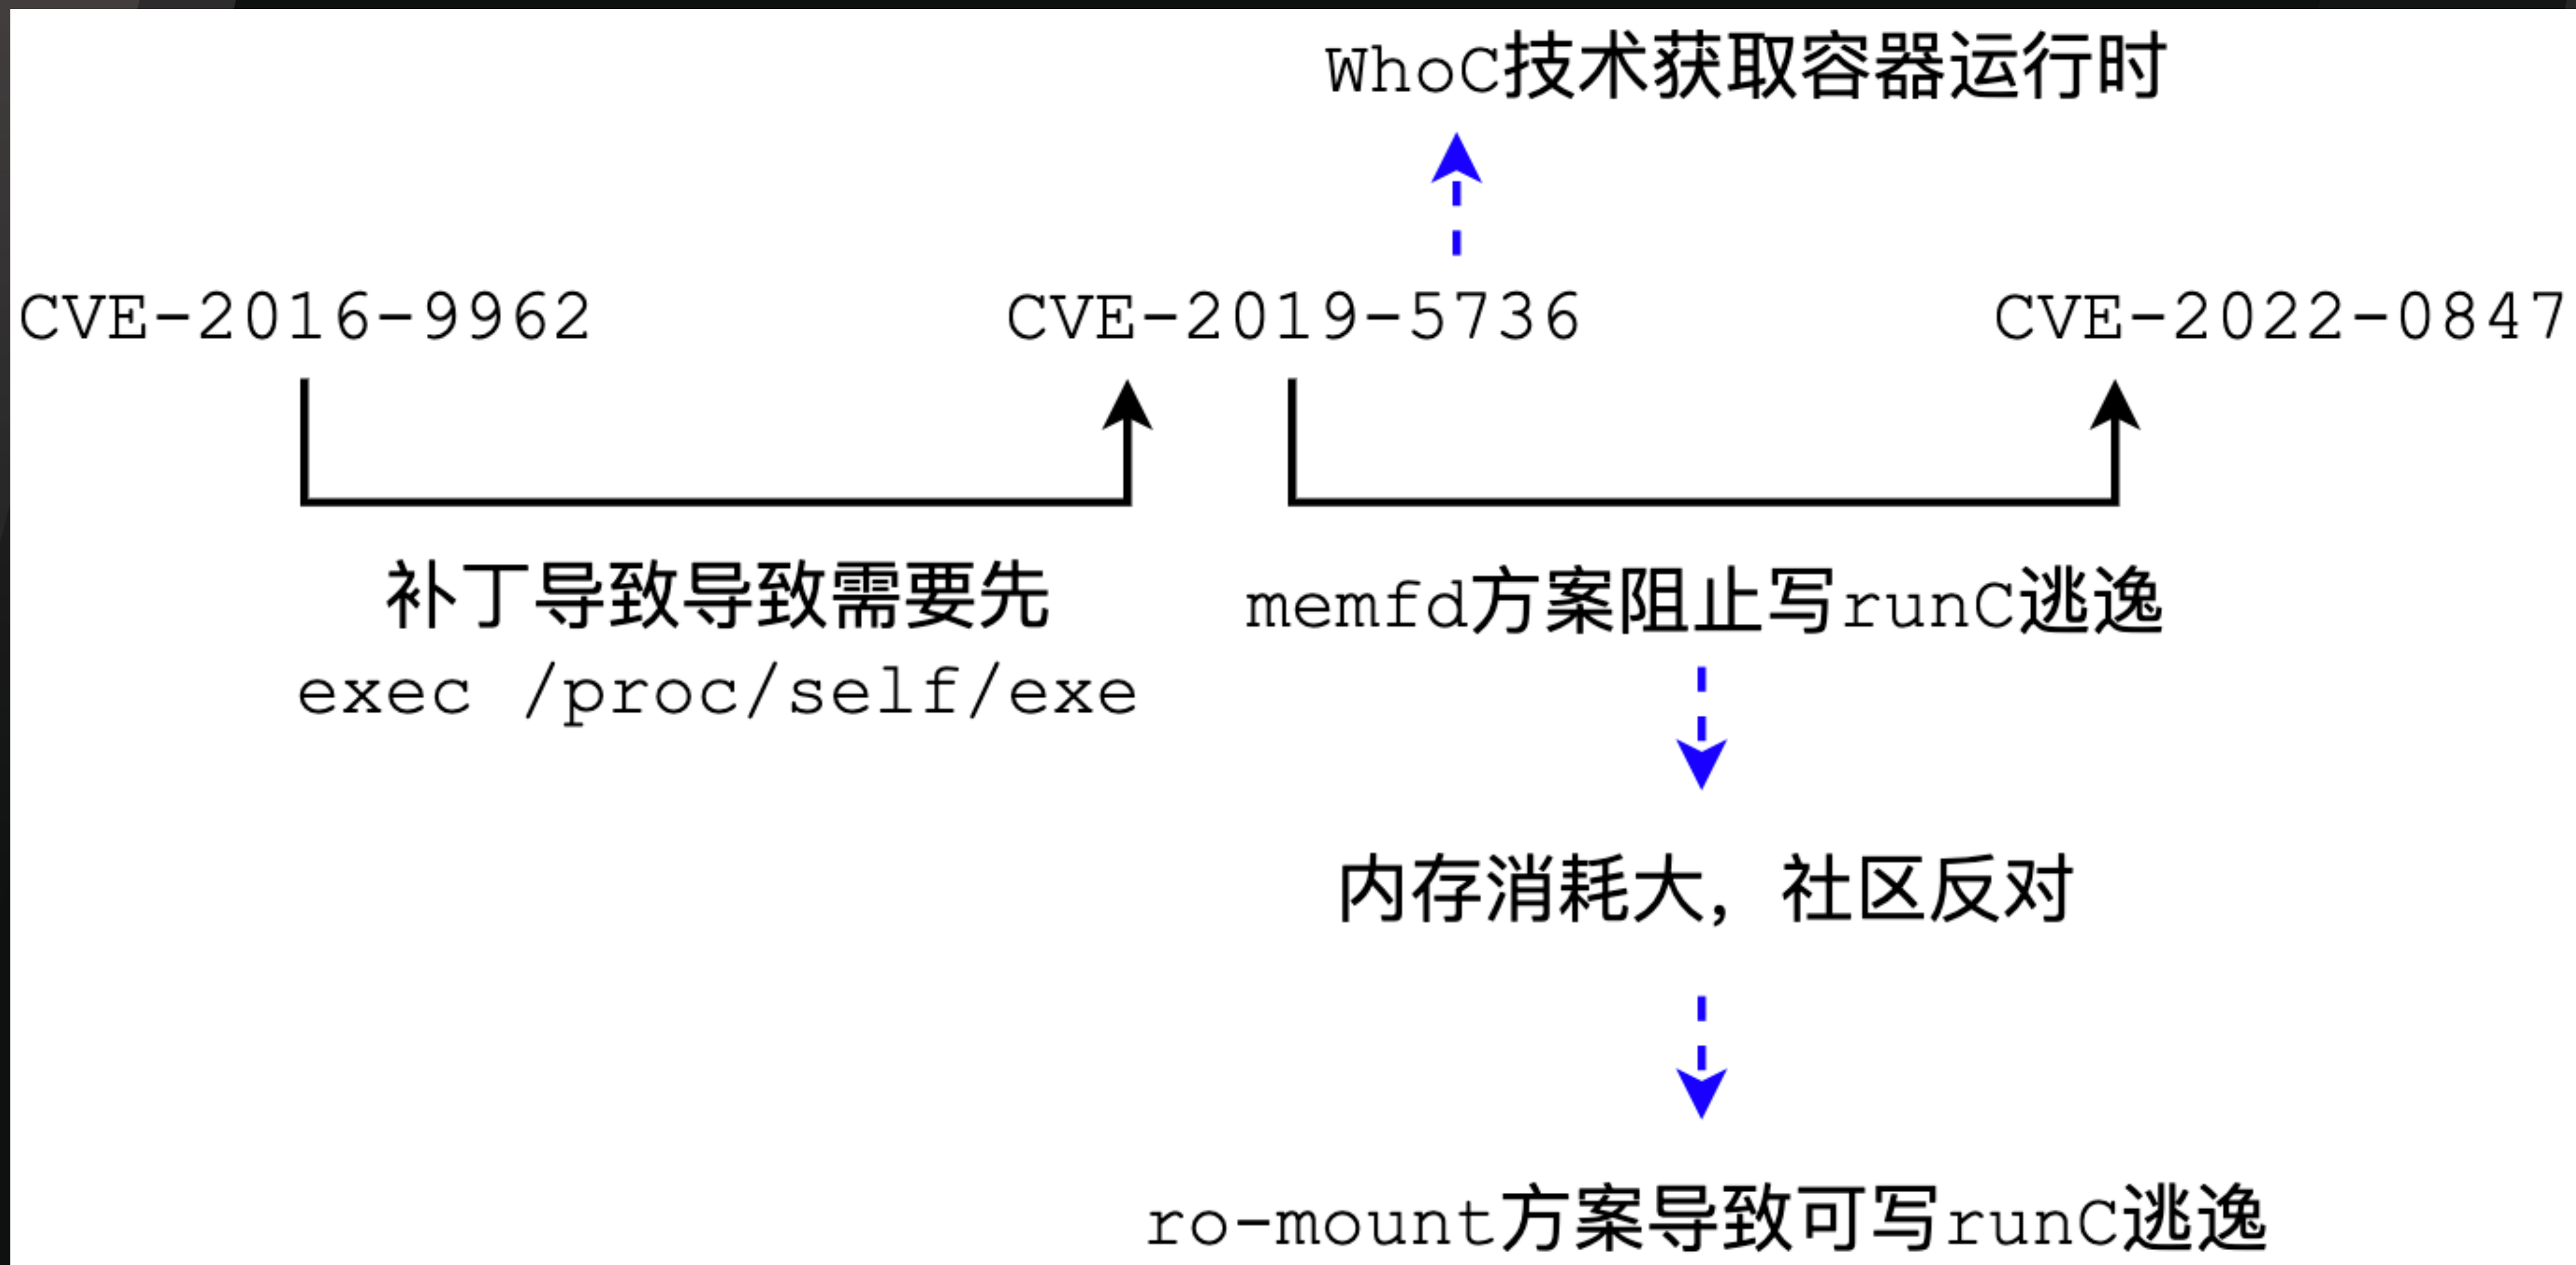 WhoC技术获取容器运行时
CVE-2016-9962
CVE-2019-5736
CVE-2022-0847
补丁导致导致需要先
exec /proc/self/exe
memfd方案阻止写runC逃逸
内存消耗大，社区反对
ro-mount方案导致可写runC逃逸